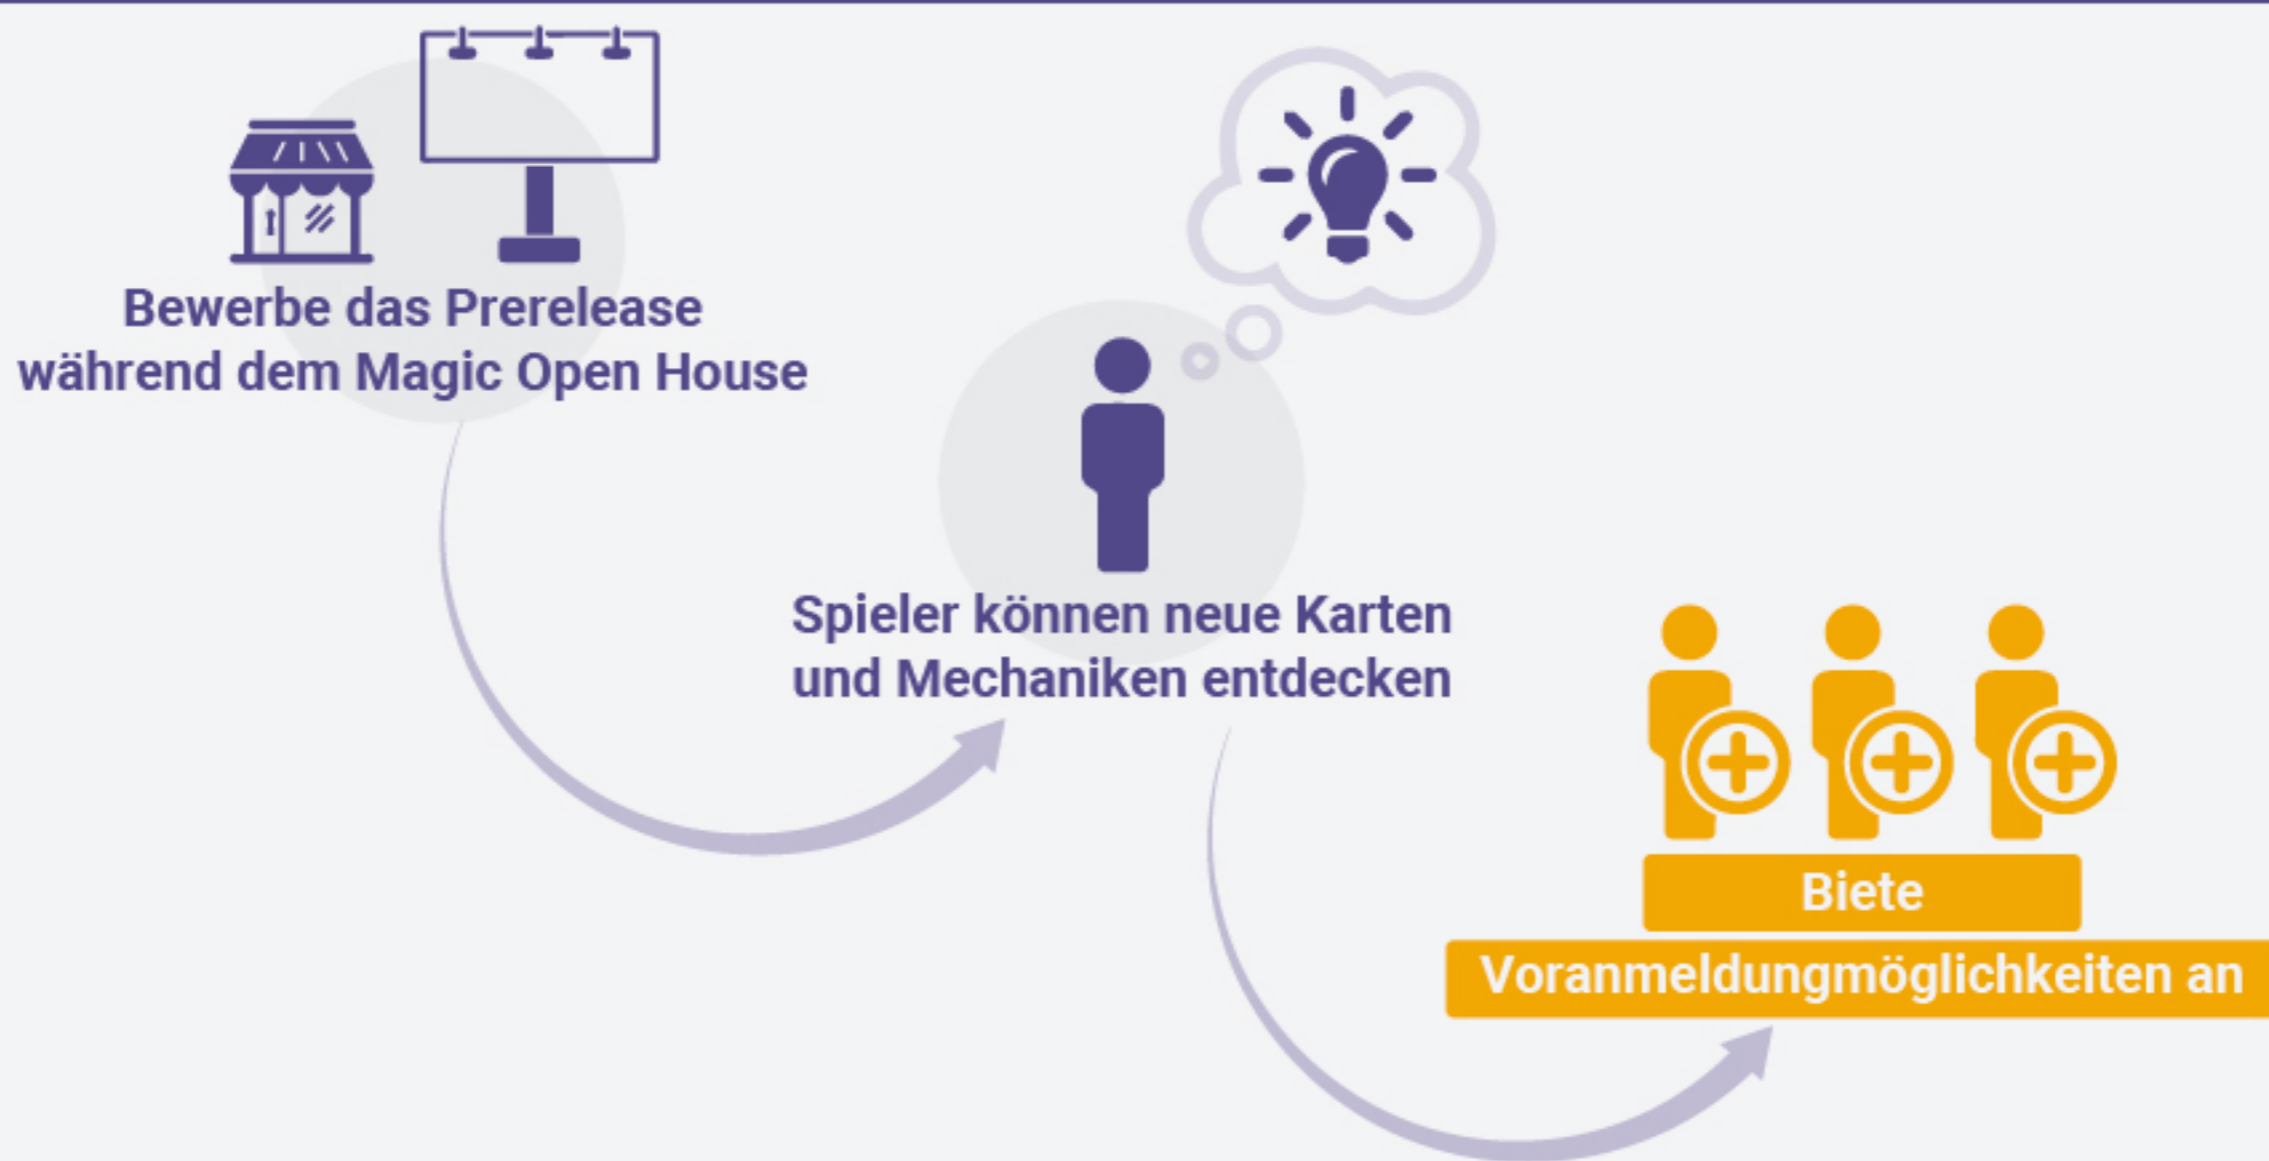 Bewerbe das Prerelease
während dem Magic Open House
Spieler können neue Karten
und Mechaniken entdecken
Biete
Voranmeldungmöglichkeiten an